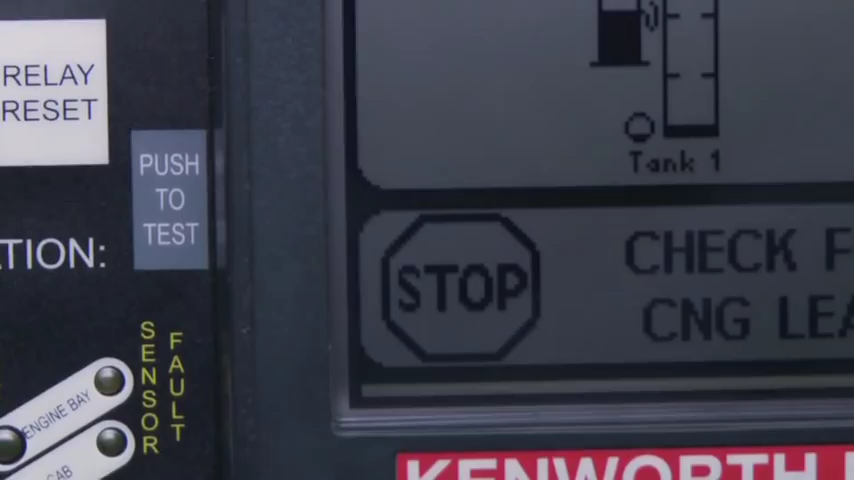 RELAY
RESET
PUSH
TO
TEST
TION:
SENSOR
FAULT
ENGINE BAY
CAB
Tank 1
STOP
CHECK F
CNG LEA
KENWORTH